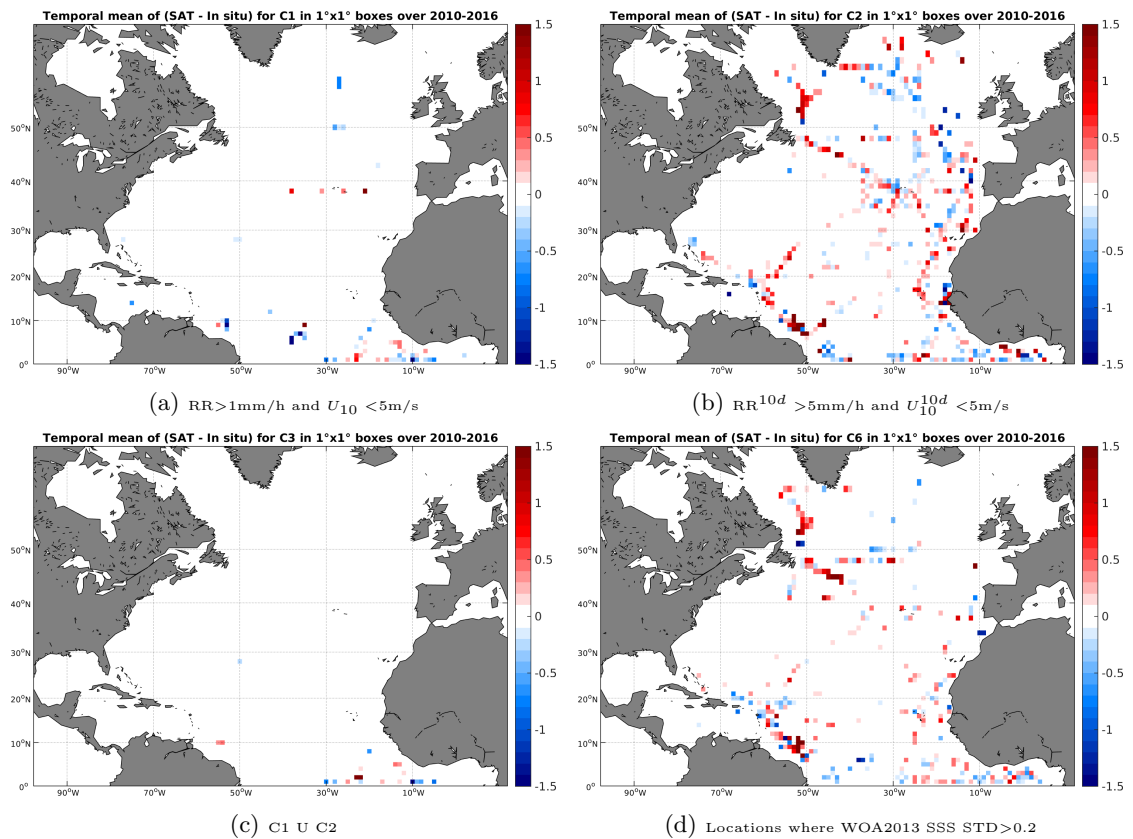 Temporal mean of (SAT - In situ) for C1 in 1°x1° boxes over 2010-2016
50°N
40°N
30°N
20°N
10°N
0°
90°W
70°W
50°W
30°W
10°W
1.5
1
0.5
0
-0.5
-1
-1.5
(a) RR>1mm/h and U10 <5m/s
Temporal mean of (SAT - In situ) for C2 in 1°x1° boxes over 2010-2016
50°N
40°N
30°N
20°N
10°N
0°
90°W
70°W
50°W
30°W
10°W
1.5
1
0.5
0
-0.5
-1
-1.5
(b) RR^10d >5mm/h and U10^10d <5m/s
Temporal mean of (SAT - In situ) for C3 in 1°x1° boxes over 2010-2016
50°N
40°N
30°N
20°N
10°N
0°
90°W
70°W
50°W
30°W
10°W
1.5
1
0.5
0
-0.5
-1
-1.5
(c) C1 U C2
Temporal mean of (SAT - In situ) for C6 in 1°x1° boxes over 2010-2016
50°N
40°N
30°N
20°N
10°N
0°
90°W
70°W
50°W
30°W
10°W
1.5
1
0.5
0
-0.5
-1
-1.5
(d) Locations where WOA2013 SSS STD>0.2